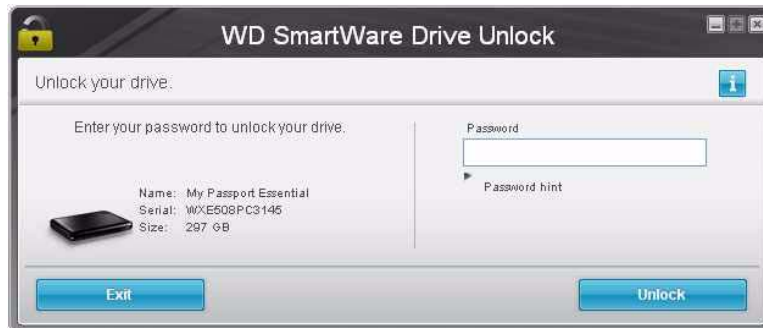 WD SmartWare Drive Unlock
Unlock your drive.
i
Enter your password to unlock your drive.
Name: My Passport Essential
Serial: WXE508PC3145
Size: 297 GB
Password
Password hint
Exit
Unlock